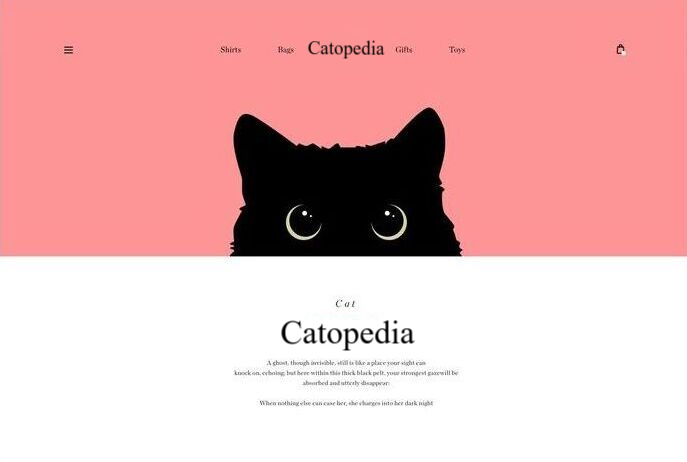 Shirts Bags Catopedia Gifts Toys
Cat
Catopedia
A ghost, though invisible, still is like a place your sight can
knock on, echoing; but here within this thick black pelt, your strongest gaze will be
absorbed and utterly disappear:
When nothing else can ease her, she charges into her dark night